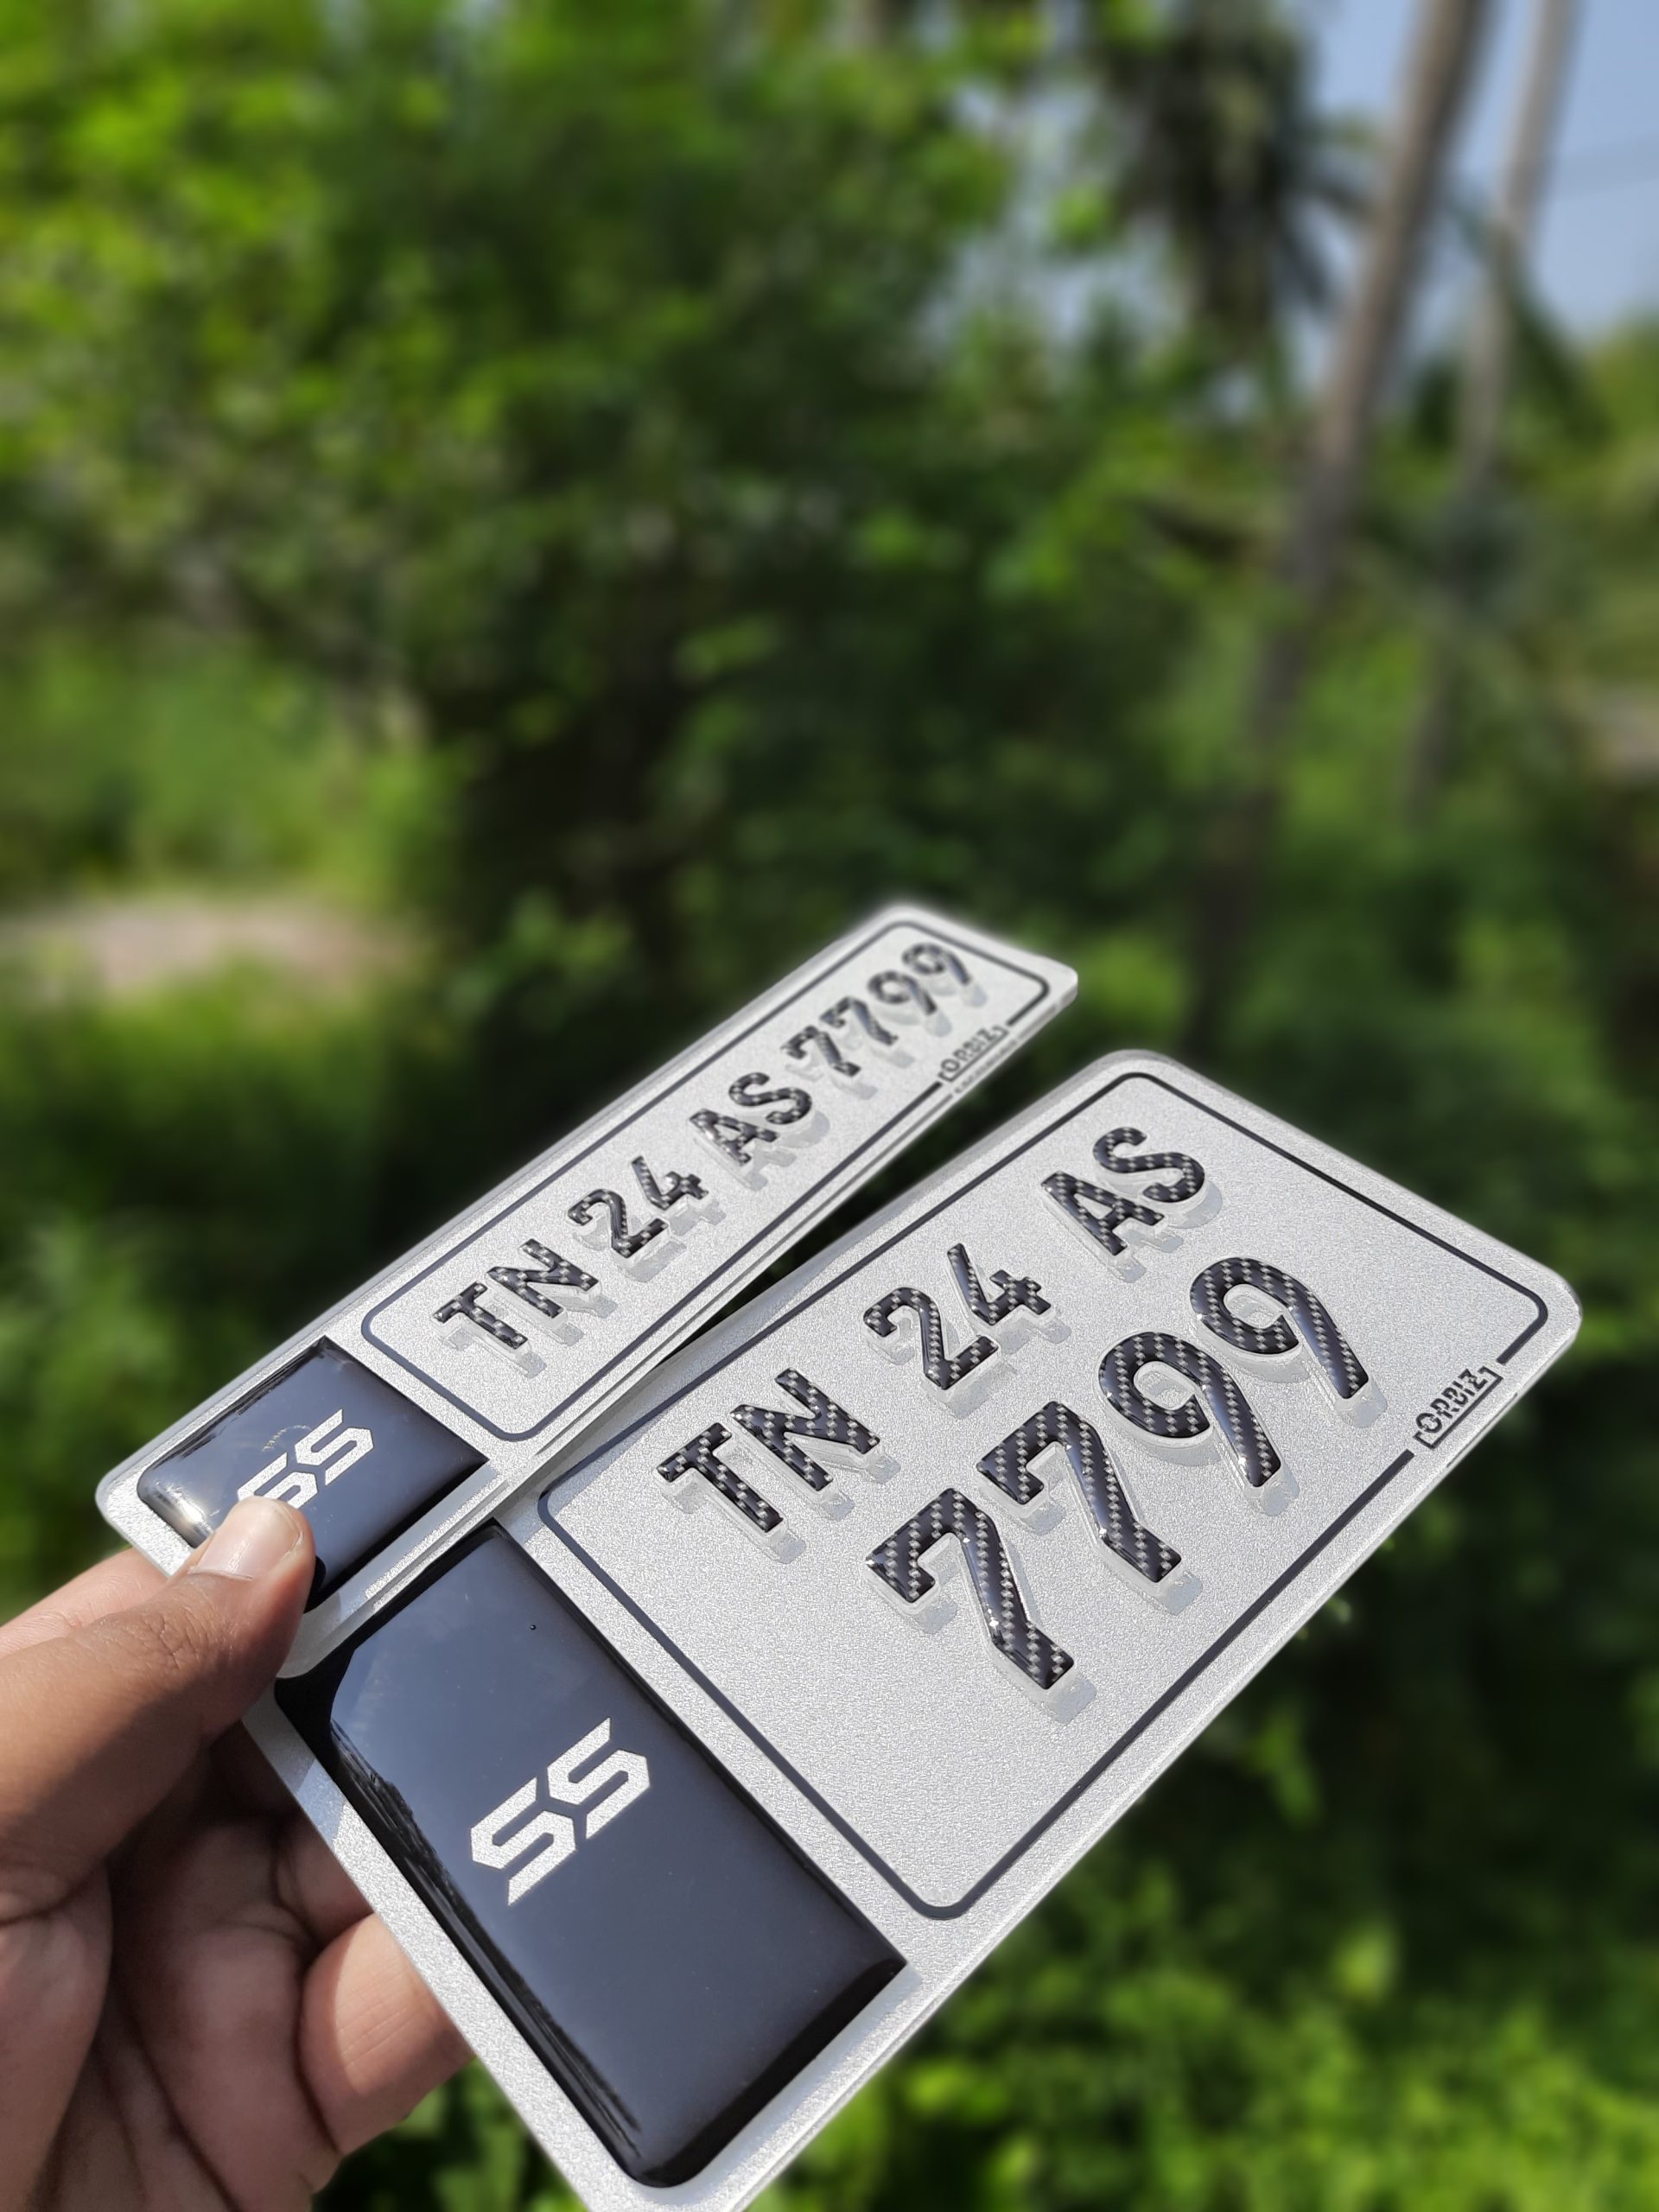 TN 24 AS 7799
ORBIZ
SS
TN 24 AS
7799
ORBIZ
SS